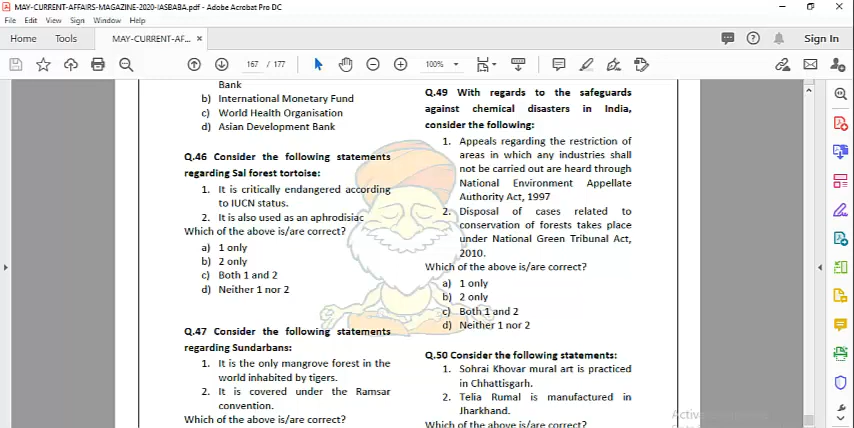 MAY-CURRENT-AFFAIRS-MAGAZINE-2020-IASBABA.pdf - Adobe Acrobat Pro DC
File Edit View Sign Window Help
Home Tools MAY-CURRENT-AF... × Sign In
167 / 177 100%
Bank
b) International Monetary Fund
c) World Health Organisation
d) Asian Development Bank
Q.46 Consider the following statements
regarding Sal forest tortoise:
1. It is critically endangered according
to IUCN status.
2. It is also used as an aphrodisiac
Which of the above is/are correct?
a) 1 only
b) 2 only
c) Both 1 and 2
d) Neither 1 nor 2
Q.47 Consider the following statements
regarding Sundarbans:
1. It is the only mangrove forest in the
world inhabited by tigers.
2. It is covered under the Ramsar
convention.
Which of the above is/are correct?
Q.49 With regards to the safeguards
against chemical disasters in India,
consider the following:
1. Appeals regarding the restriction of
areas in which any industries shall
not be carried out are heard through
National Environment Appellate
Authority Act, 1997
2. Disposal of cases related to
conservation of forests takes place
under National Green Tribunal Act,
2010.
Which of the above is/are correct?
a) 1 only
b) 2 only
c) Both 1 and 2
d) Neither 1 nor 2
Q.50 Consider the following statements:
1. Sohrai Khovar mural art is practiced
in Chhattisgarh.
2. Telia Rumal is manufactured in
Jharkhand.
Which of the above is/are correct?